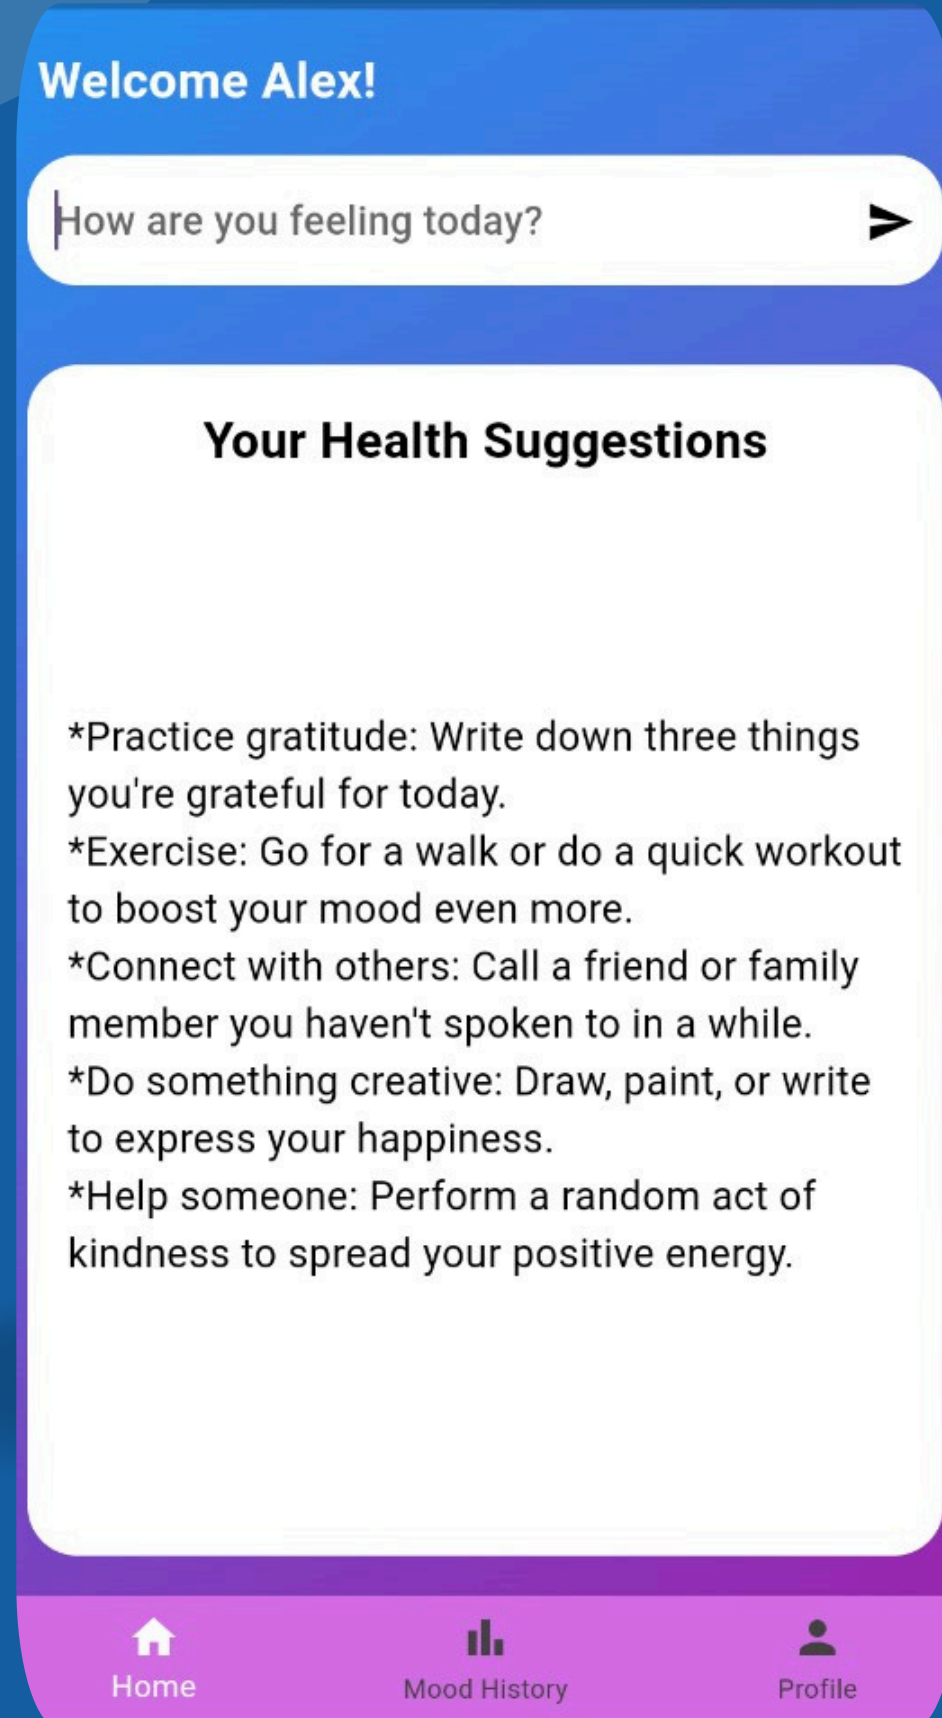 Welcome Alex!
How are you feeling today?
Your Health Suggestions
*Practice gratitude: Write down three things
you're grateful for today.
*Exercise: Go for a walk or do a quick workout
to boost your mood even more.
*Connect with others: Call a friend or family
member you haven't spoken to in a while.
*Do something creative: Draw, paint, or write
to express your happiness.
*Help someone: Perform a random act of
kindness to spread your positive energy.
Home
Mood History
Profile